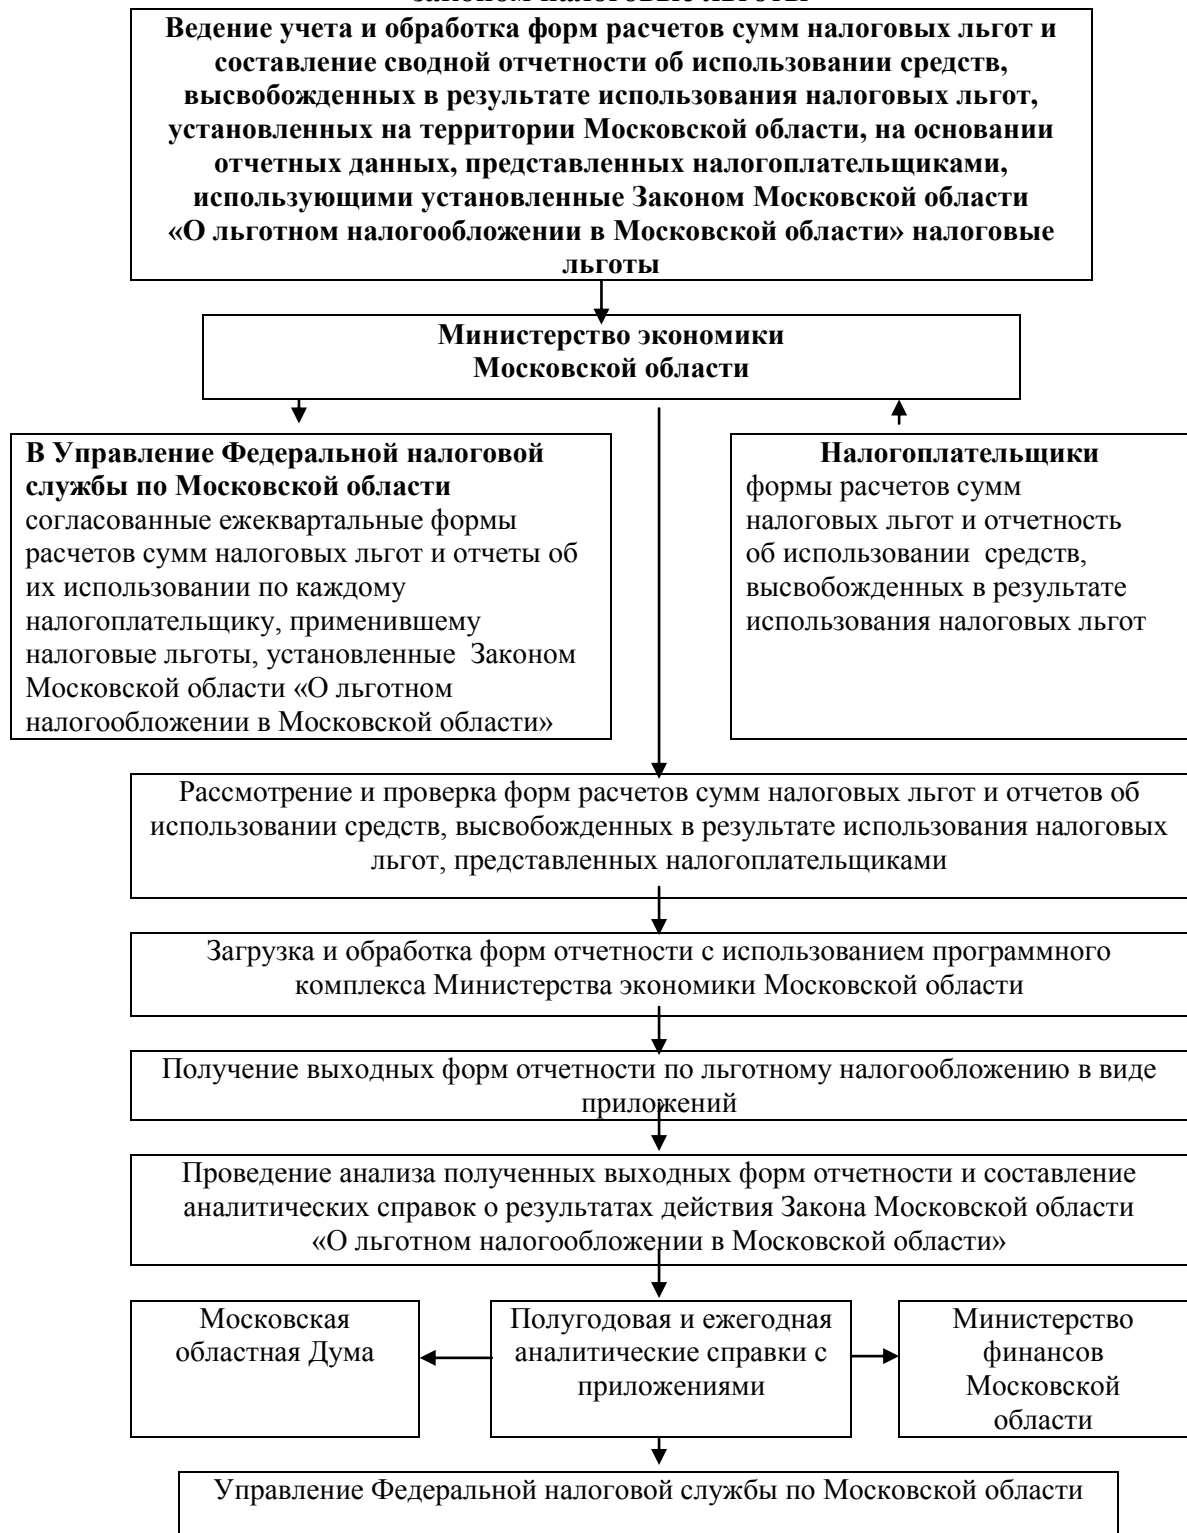 законом налоговые льготы
Ведение учета и обработка форм расчетов сумм налоговых льгот и
составление сводной отчетности об использовании средств,
высвобожденных в результате использования налоговых льгот,
установленных на территории Московской области, на основании
отчетных данных, представленных налогоплательщиками,
использующими установленные Законом Московской области
«О льготном налогообложении в Московской области» налоговые
льготы
Министерство экономики
Московской области
В Управление Федеральной налоговой
службы по Московской области
согласованные ежеквартальные формы
расчетов сумм налоговых льгот и отчеты об
их использовании по каждому
налогоплательщику, применившему
налоговые льготы, установленные Законом
Московской области «О льготном
налогообложении в Московской области»
Налогоплательщики
формы расчетов сумм
налоговых льгот и отчетность
об использовании средств,
высвобожденных в результате
использования налоговых льгот
Рассмотрение и проверка форм расчетов сумм налоговых льгот и отчетов об
использовании средств, высвобожденных в результате использования налоговых
льгот, представленных налогоплательщиками
Загрузка и обработка форм отчетности с использованием программного
комплекса Министерства экономики Московской области
Получение выходных форм отчетности по льготному налогообложению в виде
приложений
Проведение анализа полученных выходных форм отчетности и составление
аналитических справок о результатах действия Закона Московской области
«О льготном налогообложении в Московской области»
Московская
областная Дума
Полугодовая и ежегодная
аналитические справки с
приложениями
Министерство
финансов
Московской
области
Управление Федеральной налоговой службы по Московской области